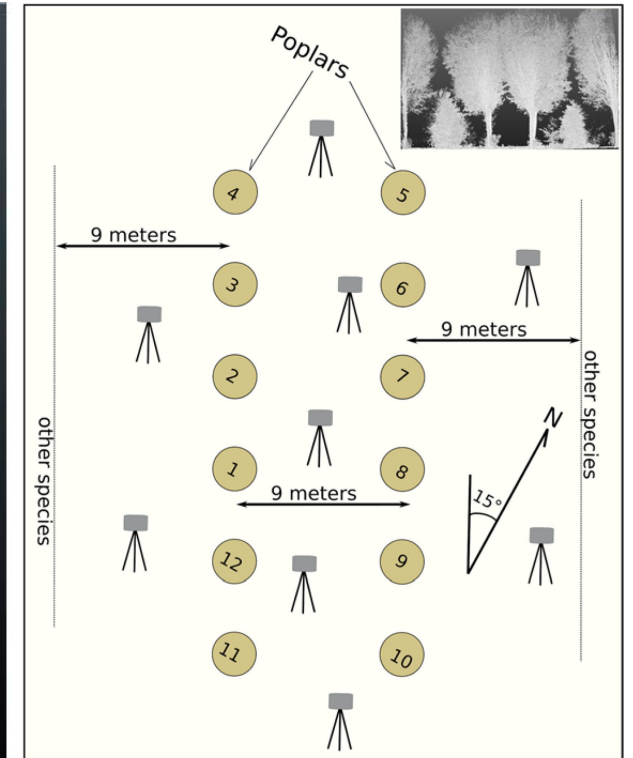 Poplars
4
5
9 meters
3
6
9 meters
2
7
other species
other species
N
1
8
15°
9 meters
12
9
11
10